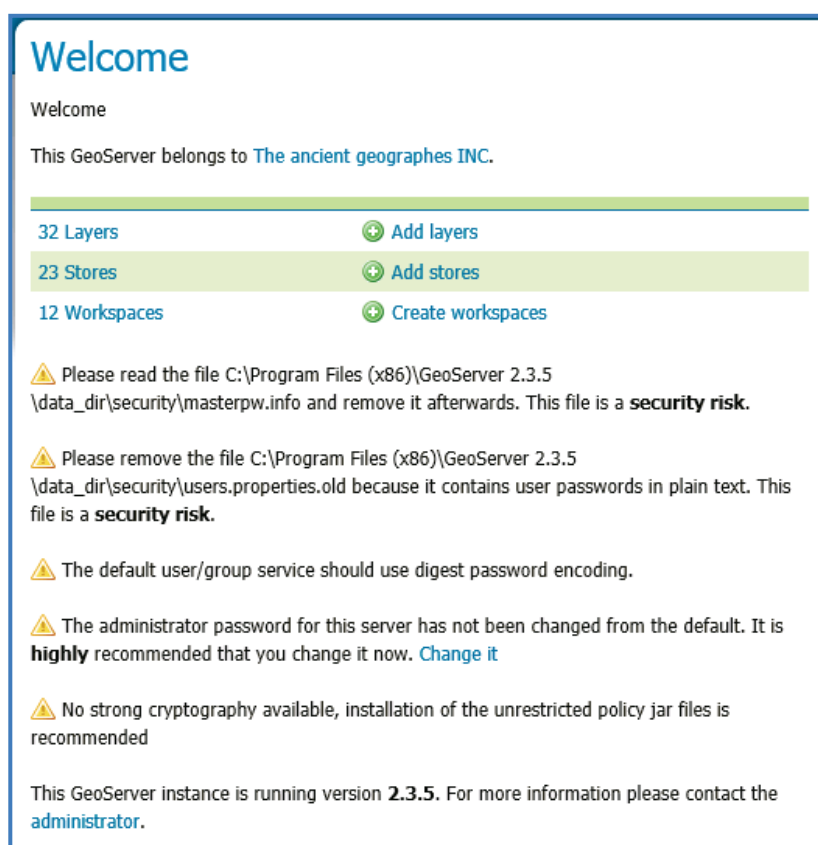 Welcome
Welcome
This GeoServer belongs to The ancient geographes INC.
32 Layers Add layers
23 Stores Add stores
12 Workspaces Create workspaces
Please read the file C:\Program Files (x86)\GeoServer 2.3.5
\data_dir\security\masterpw.info and remove it afterwards. This file is a security risk.
Please remove the file C:\Program Files (x86)\GeoServer 2.3.5
\data_dir\security\users.properties.old because it contains user passwords in plain text. This
file is a security risk.
The default user/group service should use digest password encoding.
The administrator password for this server has not been changed from the default. It is
highly recommended that you change it now. Change it
No strong cryptography available, installation of the unrestricted policy jar files is
recommended
This GeoServer instance is running version 2.3.5. For more information please contact the
administrator.